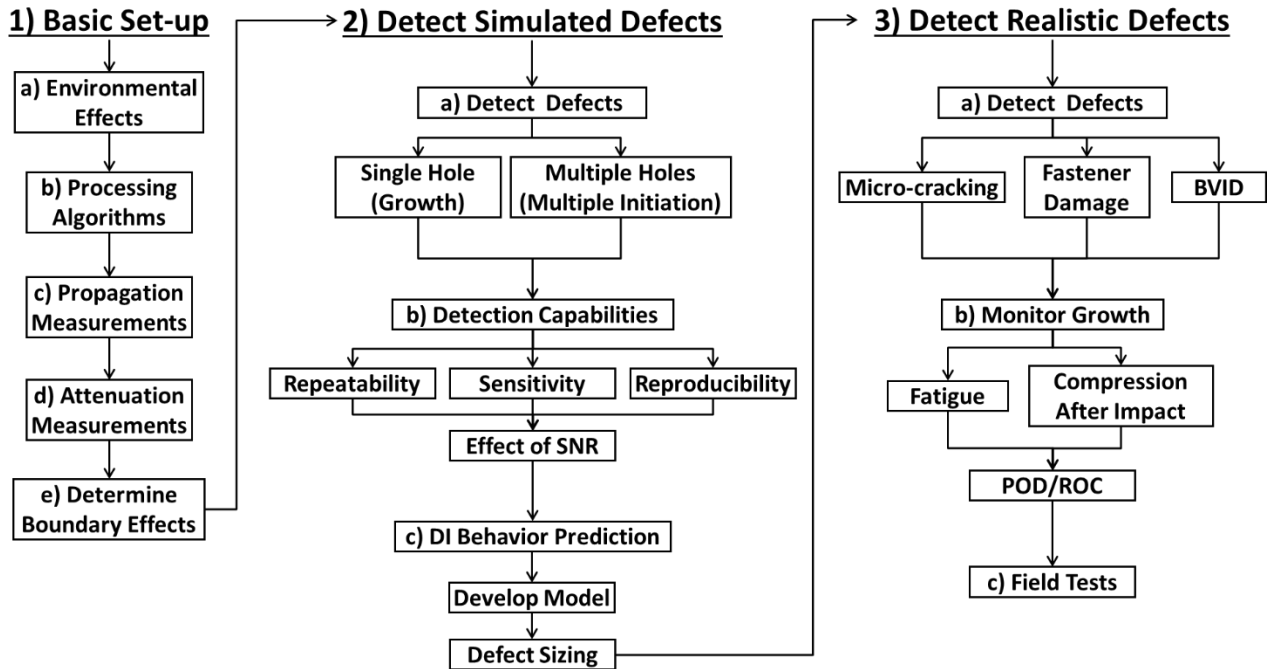 1) Basic Set-up
a) Environmental
Effects
b) Processing
Algorithms
c) Propagation
Measurements
d) Attenuation
Measurements
e) Determine
Boundary Effects
2) Detect Simulated Defects
a) Detect Defects
Single Hole
(Growth)
Multiple Holes
(Multiple Initiation)
b) Detection Capabilities
Repeatability
Sensitivity
Reproducibility
Effect of SNR
c) DI Behavior Prediction
Develop Model
Defect Sizing
3) Detect Realistic Defects
a) Detect Defects
Micro-cracking
Fastener
Damage
BVID
b) Monitor Growth
Fatigue
Compression
After Impact
POD/ROC
c) Field Tests